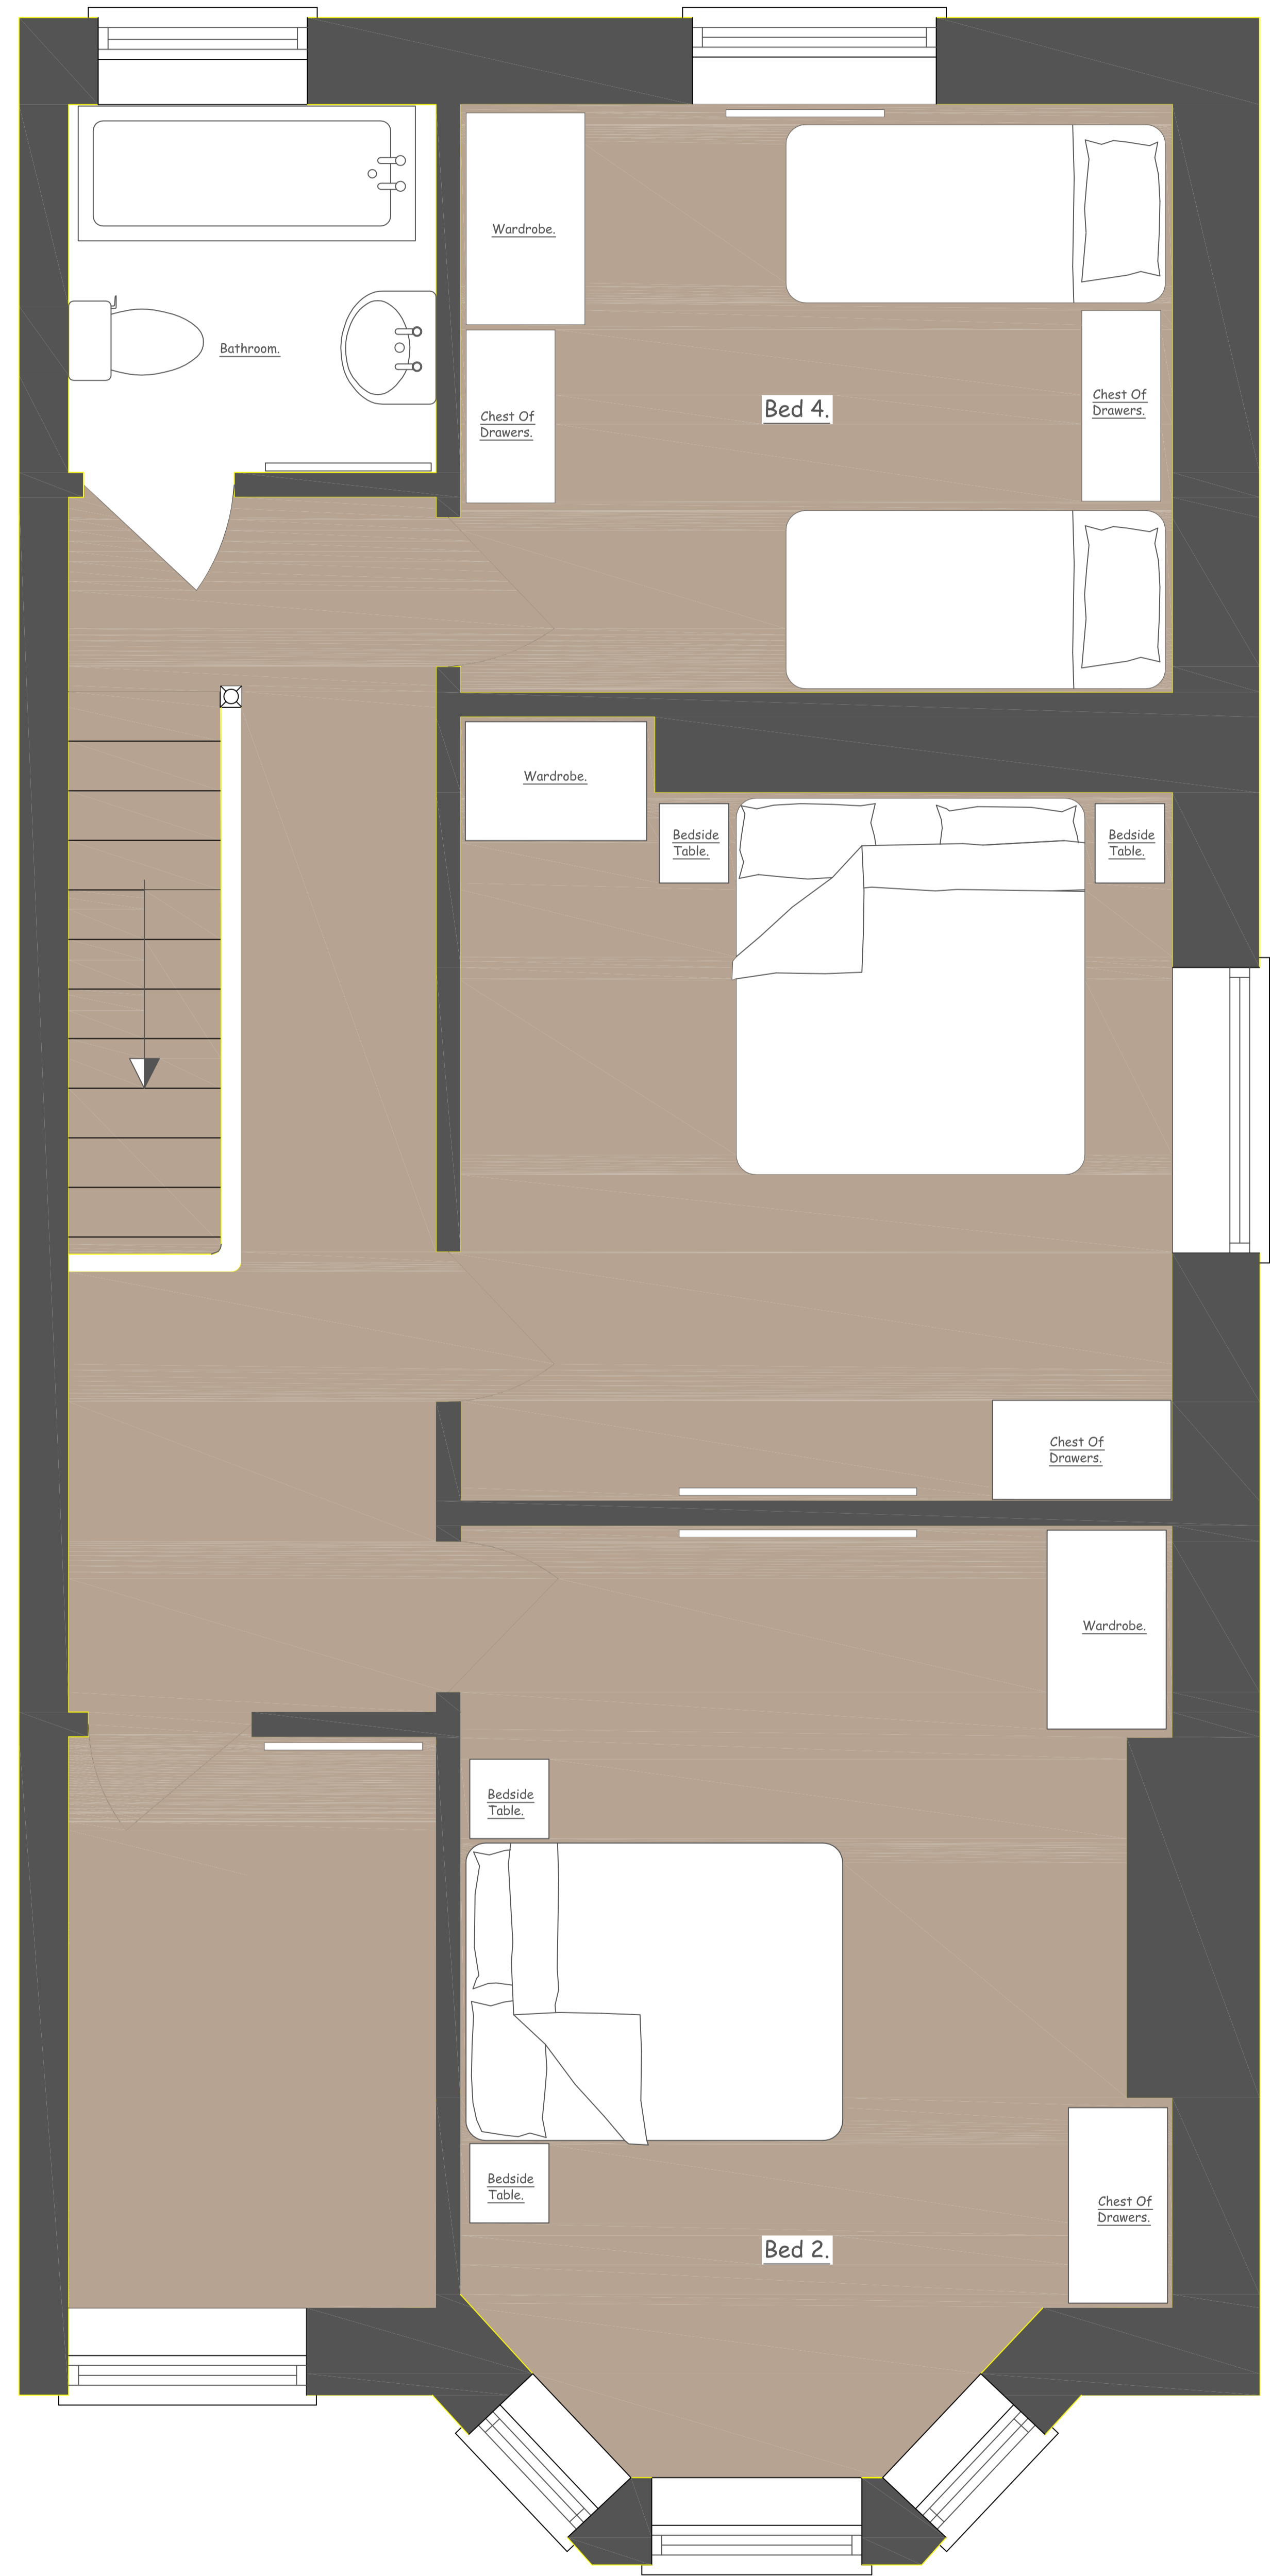 Wardrobe.
Bathroom.
Chest Of
Drawers.
Bed 4.
Chest Of
Drawers.
Wardrobe.
Bedside
Table.
Bedside
Table.
Chest Of
Drawers.
Wardrobe.
Bedside
Table.
Bedside
Table.
Chest Of
Drawers.
Bed 2.